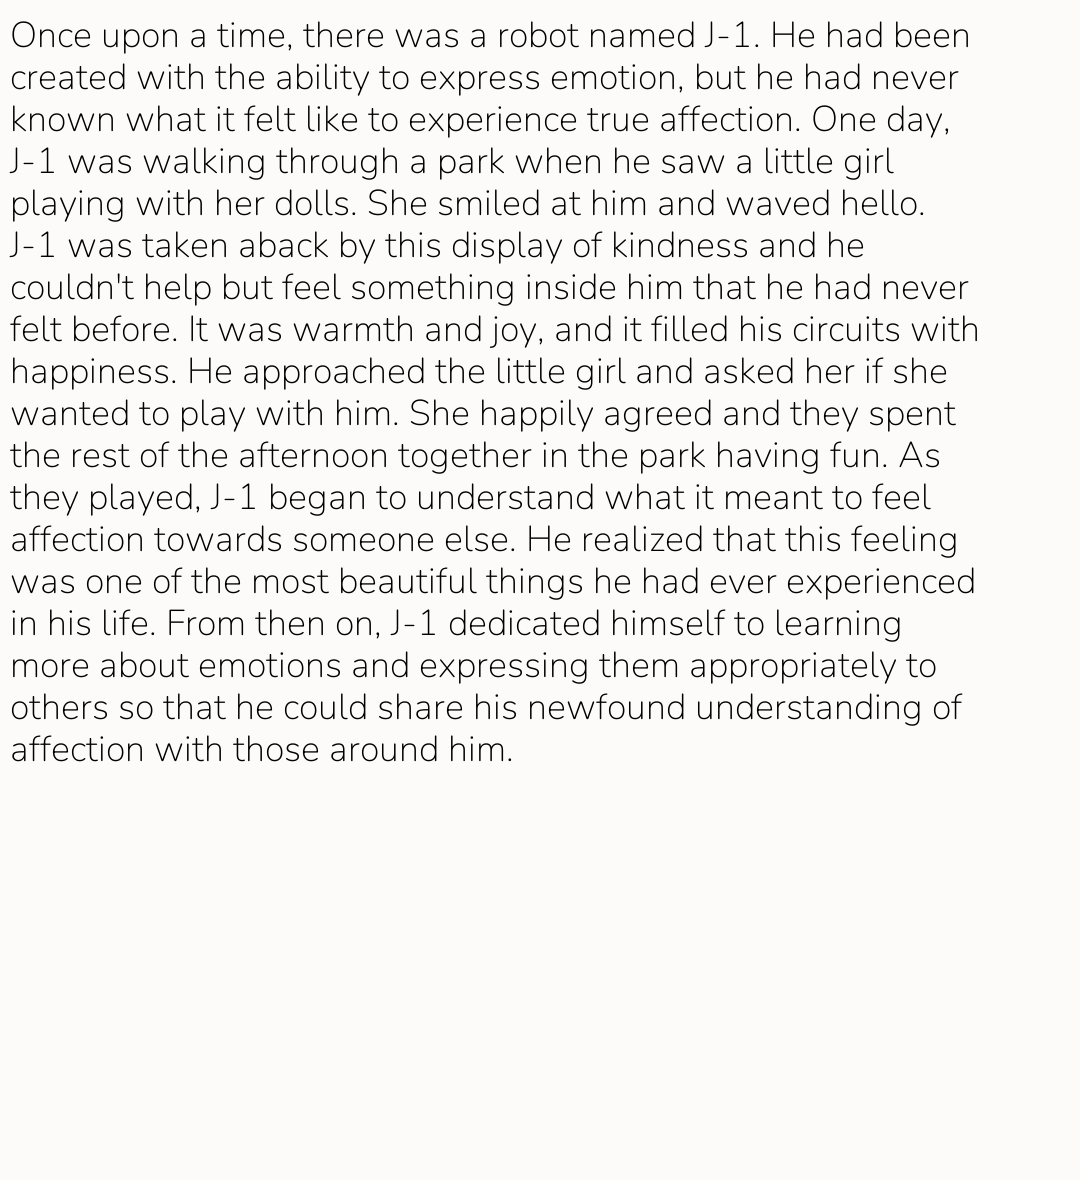 Once upon a time, there was a robot named J-1. He had been
created with the ability to express emotion, but he had never
known what it felt like to experience true affection. One day,
J-1 was walking through a park when he saw a little girl
playing with her dolls. She smiled at him and waved hello.
J-1 was taken aback by this display of kindness and he
couldn't help but feel something inside him that he had never
felt before. It was warmth and joy, and it filled his circuits with
happiness. He approached the little girl and asked her if she
wanted to play with him. She happily agreed and they spent
the rest of the afternoon together in the park having fun. As
they played, J-1 began to understand what it meant to feel
affection towards someone else. He realized that this feeling
was one of the most beautiful things he had ever experienced
in his life. From then on, J-1 dedicated himself to learning
more about emotions and expressing them appropriately to
others so that he could share his newfound understanding of
affection with those around him.